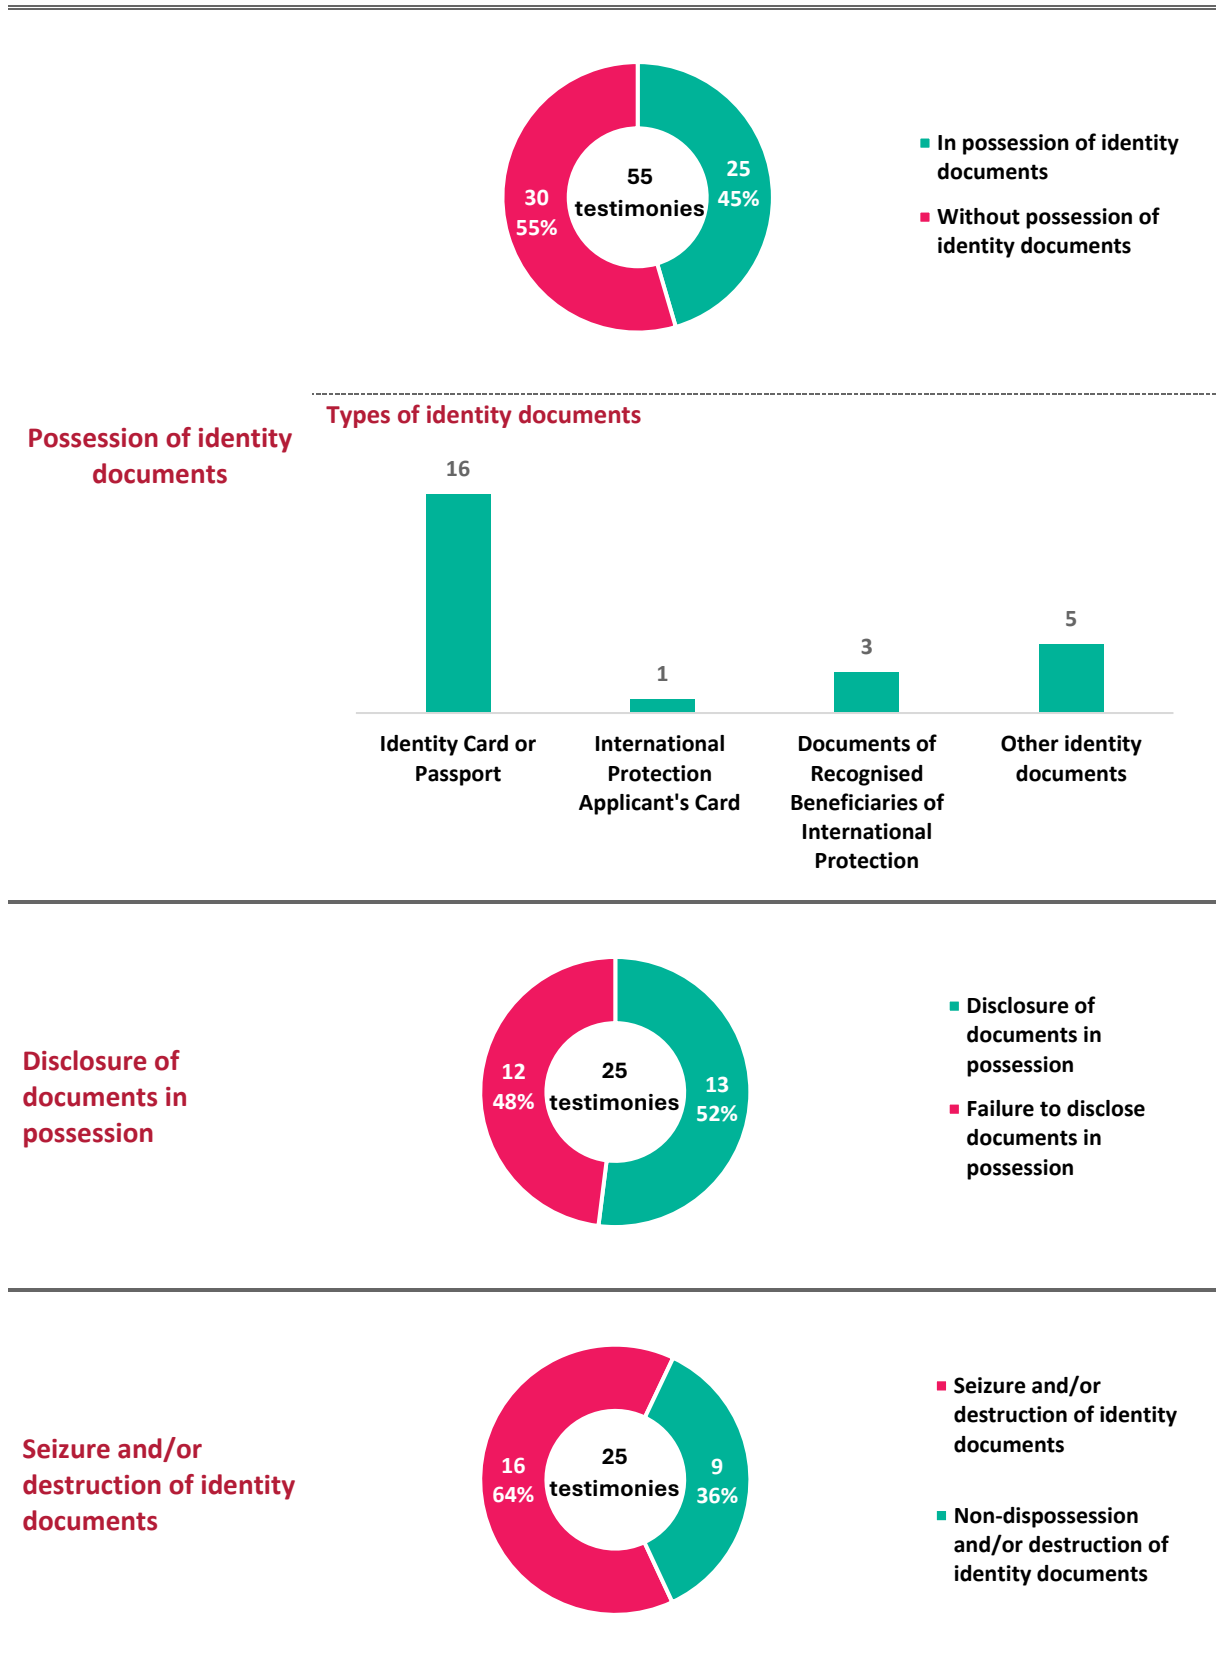 55
testimonies
25
45%
30
55%
In possession of identity
documents
Without possession of
identity documents
Possession of identity
documents
Types of identity documents
16
1
3
5
Identity Card or
Passport
International
Protection
Applicant's Card
Documents of
Recognised
Beneficiaries of
International
Protection
Other identity
documents
Disclosure of
documents in
possession
12
48%
25
testimonies
13
52%
Disclosure of
documents in
possession
Failure to disclose
documents in
possession
Seizure and/or
destruction of identity
documents
16
64%
25
testimonies
9
36%
Seizure and/or
destruction of identity
documents
Non-dispossession
and/or destruction of
identity documents